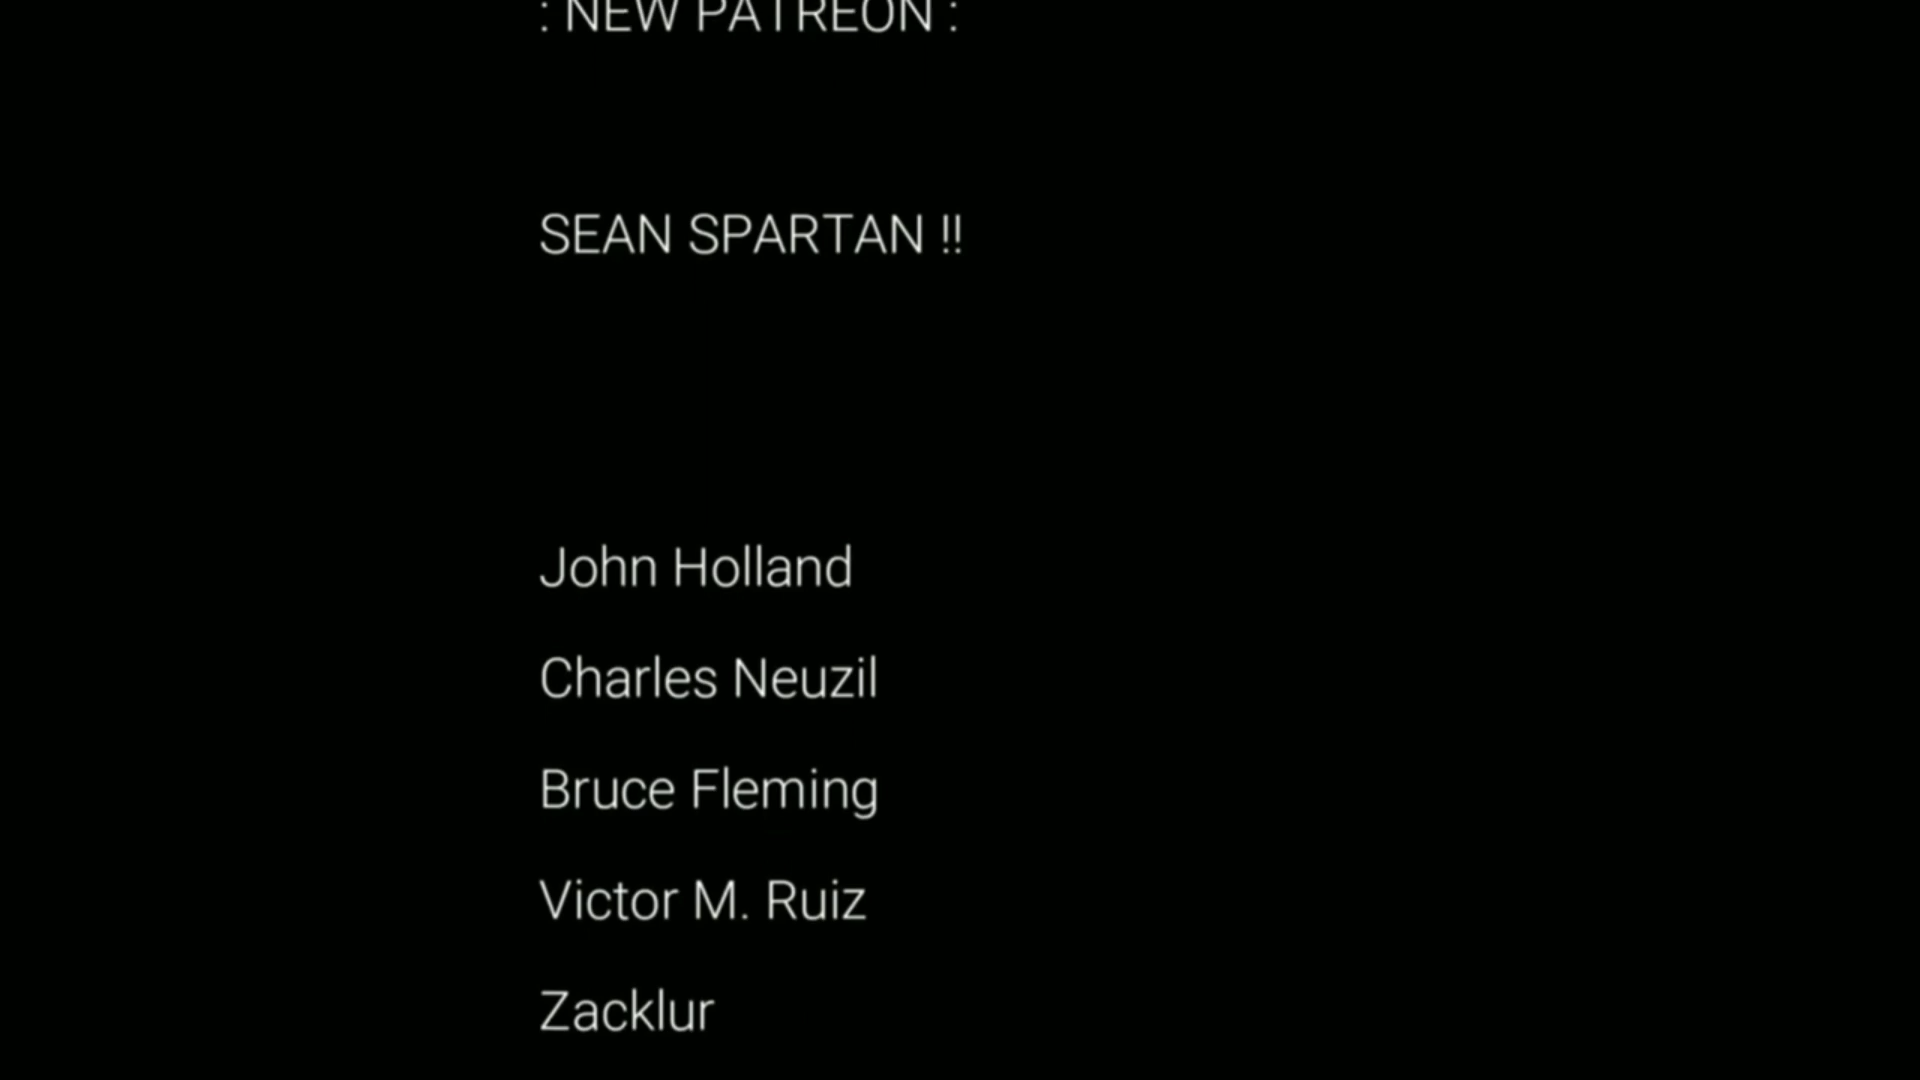 : NEW PATREON :
SEAN SPARTAN !!
John Holland
Charles Neuzil
Bruce Fleming
Victor M. Ruiz
Zacklur